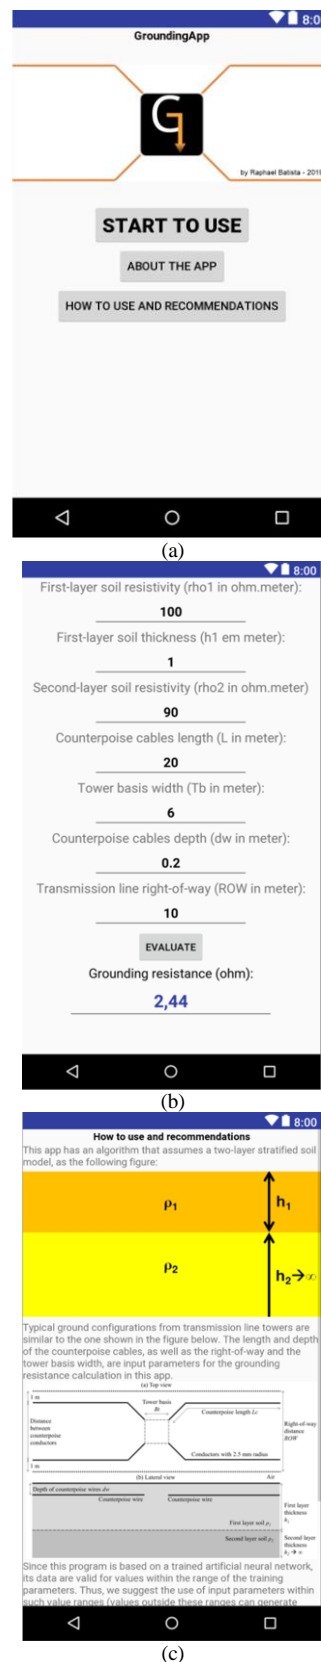 8:00
GroundingApp
G
by Raphael Batista - 2019
START TO USE
ABOUT THE APP
HOW TO USE AND RECOMMENDATIONS
(a)
8:00
First-layer soil resistivity (rho1 in ohm.meter):
100
First-layer soil thickness (h1 em meter):
1
Second-layer soil resistivity (rho2 in ohm.meter)
90
Counterpoise cables length (L in meter):
20
Tower basis width (Tb in meter):
6
Counterpoise cables depth (dw in meter):
0.2
Transmission line right-of-way (ROW in meter):
10
EVALUATE
Grounding resistance (ohm):
2,44
(b)
8:00
How to use and recommendations
This app has an algorithm that assumes a two-layer stratified soil
model, as the following figure:
ρ1
h1
ρ2
h2→∞
Typical ground configurations from transmission line towers are
similar to the one shown in the figure below. The length and depth
of the counterpoise cables, as well as the right-of-way and the
tower basis width, are input parameters for the grounding
resistance calculation in this app.
(a) Top view
1 m
Tower basis
Bt
Counterpoise length Lc
Distance
between
counterpoise
conductors
Right-of-way
distance
ROW
1 m
Conductors with 2.5 mm radius
(b) Lateral view
Air
Depth of counterpoise wires dw
Counterpoise wire
Counterpoise wire
First layer
thickness
h1
First layer soil ρ1
Second layer soil ρ2
Second layer
thickness
h2 → ∞
Since this program is based on a trained artificial neural network,
its data are valid for values within the range of the training
parameters. Thus, we suggest the use of input parameters within
such value ranges (values outside these ranges can generate
(c)